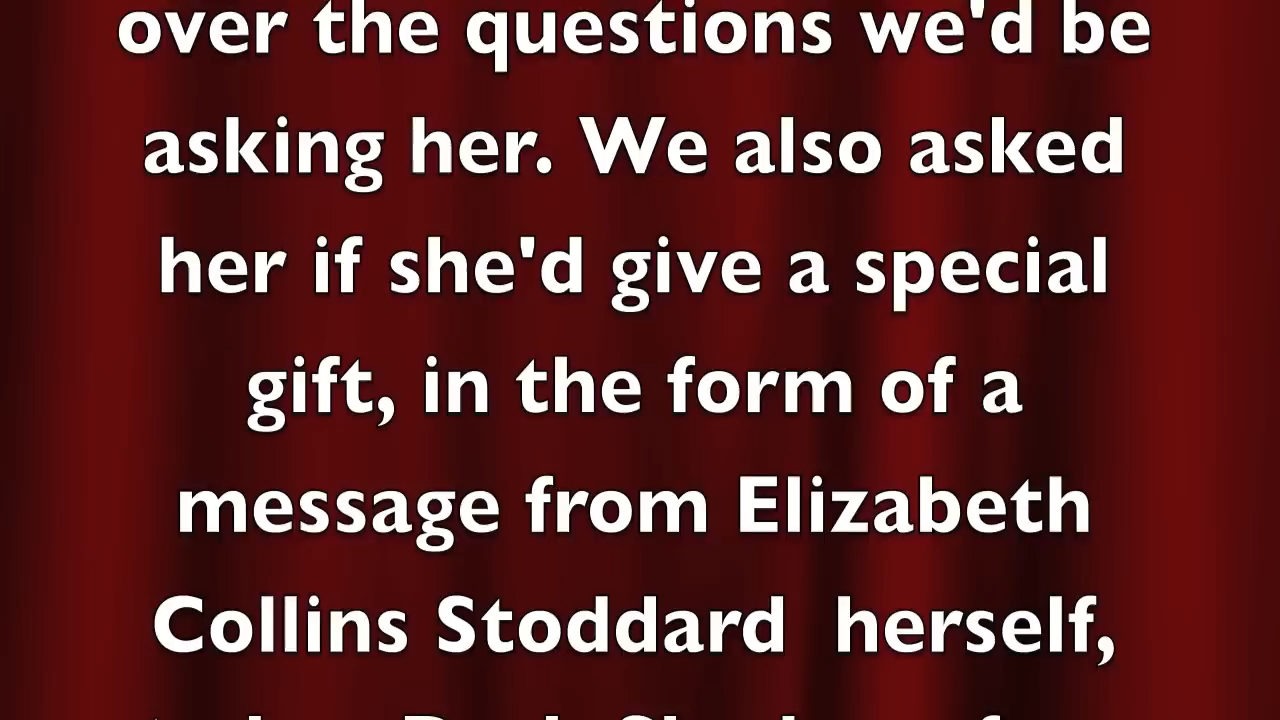 over the questions we'd be
asking her. We also asked
her if she'd give a special
gift, in the form of a
message from Elizabeth
Collins Stoddard herself,